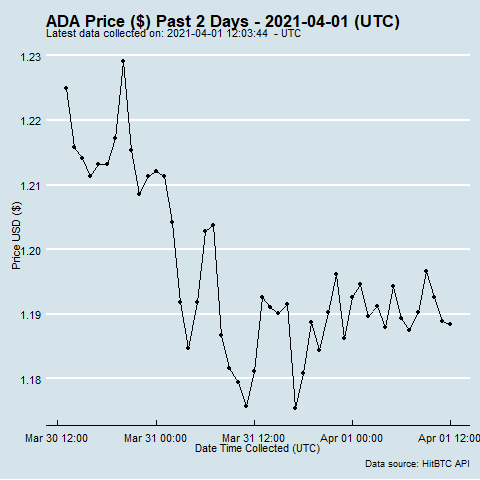 ADA Price ($) Past 2 Days - 2021-04-01 (UTC)
Latest data collected on: 2021-04-01 12:03:44 - UTC
1.23
1.22
1.21
1.20
1.19
1.18
Price USD ($)
Mar 30 12:00 Mar 31 00:00 Mar 31 12:00 Apr 01 00:00 Apr 01 12:00
Date Time Collected (UTC)
Data source: HitBTC API